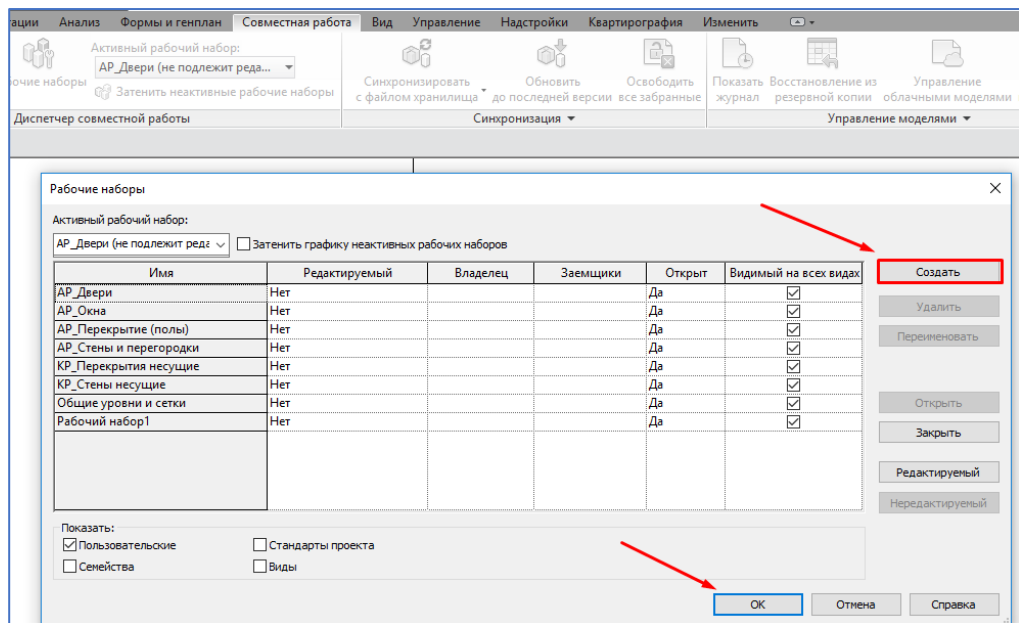 ации Анализ Формы и генплан Совместная работа Вид Управление Надстройки Квартирография Изменить
Активный рабочий набор:
АР_Двери (не подлежит реда...
очие наборы
Затенить неактивные рабочие наборы
Синхронизировать
с файлом хранилища
Обновить
до последней версии
Освободить
все забранные
Показать
журнал
Восстановление из
резервной копии
Управление
облачными моделями
Диспетчер совместной работы Синхронизация Управление моделями
Рабочие наборы
Активный рабочий набор:
АР_Двери (не подлежит реда Затенить графику неактивных рабочих наборов
Имя Редактируемый Владелец Заемщики Открыт Видимый на всех видах
АР_Двери Нет Да
АР_Окна Нет Да
АР_Перекрытие (полы) Нет Да
АР_Стены и перегородки Нет Да
КР_Перекрытия несущие Нет Да
КР_Стены несущие Нет Да
Общие уровни и сетки Нет Да
Рабочий набор1 Нет Да
Создать
Удалить
Переименовать
Открыть
Закрыть
Редактируемый
Нередактируемый
Показать:
Пользовательские Стандарты проекта
Семейства Виды
ОК Отмена Справка